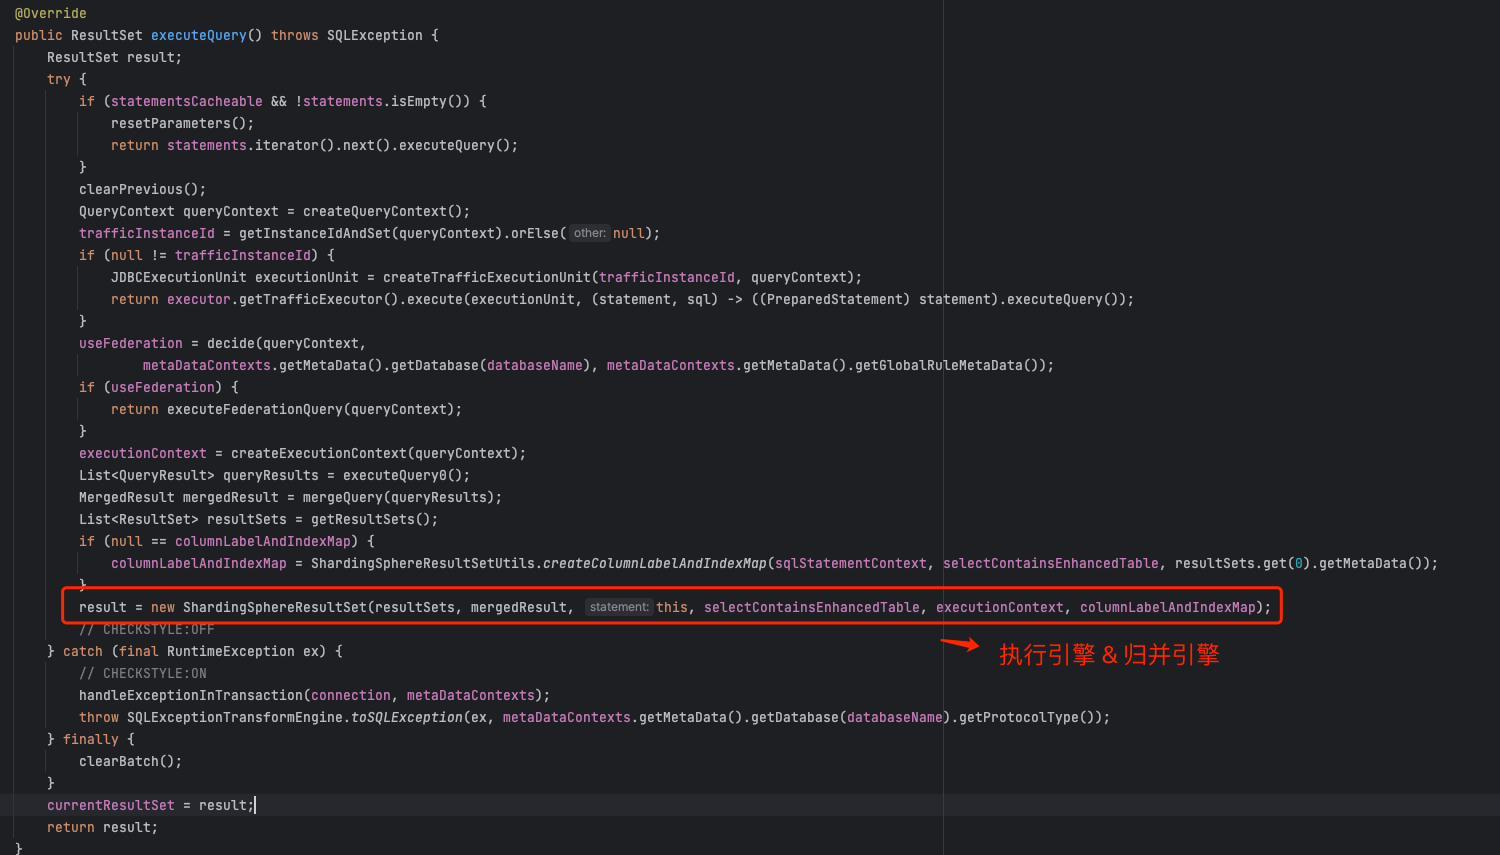 @Override
public ResultSet executeQuery() throws SQLException {
    ResultSet result;
    try {
        if (statementsCacheable && !statements.isEmpty()) {
            resetParameters();
            return statements.iterator().next().executeQuery();
        }
        clearPrevious();
        QueryContext queryContext = createQueryContext();
        trafficInstanceId = getInstanceIdAndSet(queryContext).orElse( other: null);
        if (null != trafficInstanceId) {
            JDBCExecutionUnit executionUnit = createTrafficExecutionUnit(trafficInstanceId, queryContext);
            return executor.getTrafficExecutor().execute(executionUnit, (statement, sql) -> ((PreparedStatement) statement).executeQuery());
        }
        useFederation = decide(queryContext,
                metaDataContexts.getMetaData().getDatabase(databaseName), metaDataContexts.getMetaData().getGlobalRuleMetaData());
        if (useFederation) {
            return executeFederationQuery(queryContext);
        }
        executionContext = createExecutionContext(queryContext);
        List<QueryResult> queryResults = executeQuery0();
        MergedResult mergedResult = mergeQuery(queryResults);
        List<ResultSet> resultSets = getResultSets();
        if (null == columnLabelAndIndexMap) {
            columnLabelAndIndexMap = ShardingSphereResultSetUtils.createColumnLabelAndIndexMap(sqlStatementContext, selectContainsEnhancedTable, resultSets.get(0).getMetaData());
        }
        result = new ShardingSphereResultSet(resultSets, mergedResult, statement: this, selectContainsEnhancedTable, executionContext, columnLabelAndIndexMap);
        // CHECKSTYLE:OFF
执行引擎 & 归并引擎
    } catch (final RuntimeException ex) {
        // CHECKSTYLE:ON
        handleExceptionInTransaction(connection, metaDataContexts);
        throw SQLExceptionTransformEngine.toSQLException(ex, metaDataContexts.getMetaData().getDatabase(databaseName).getProtocolType());
    } finally {
        clearBatch();
    }
    currentResultSet = result;
    return result;
}